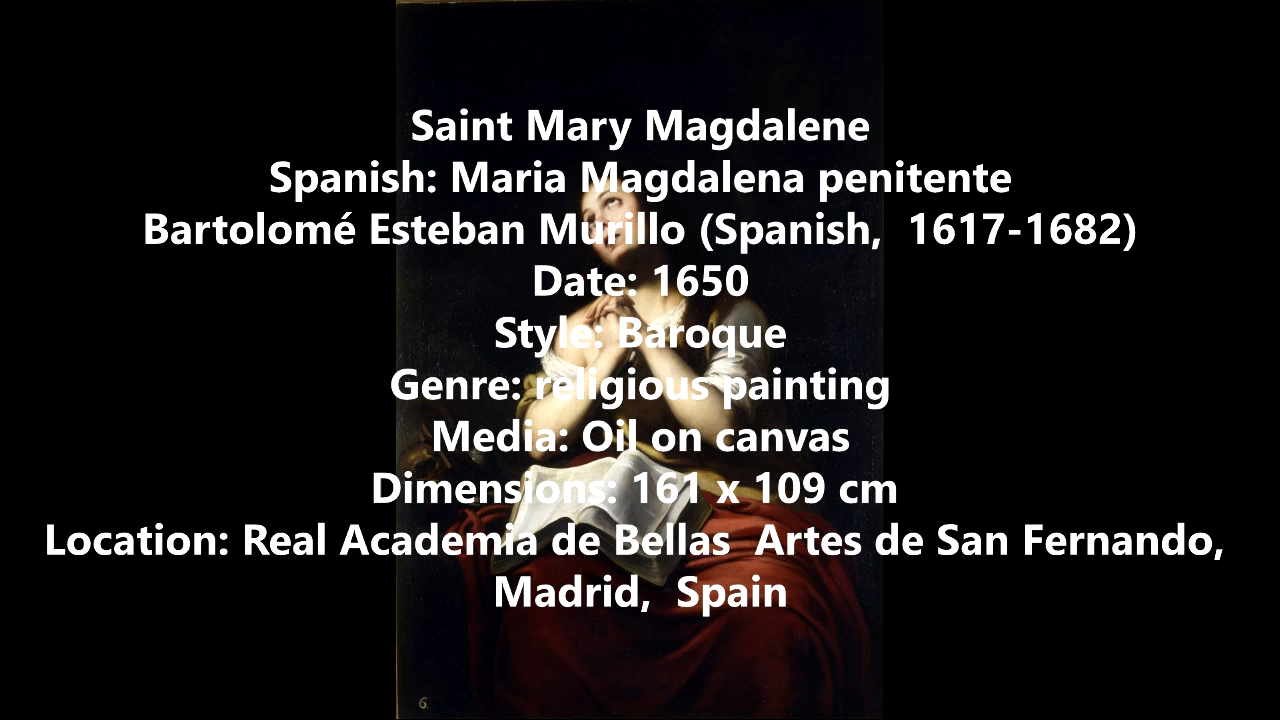 Saint Mary Magdalene
Spanish: Maria Magdalena penitente
Bartolomé Esteban Murillo (Spanish,  1617-1682)
Date: 1650
Style: Baroque
Genre: religious painting
Media: Oil on canvas
Dimensions: 161 x 109 cm
Location: Real Academia de Bellas  Artes de San Fernando,
Madrid,  Spain
6.